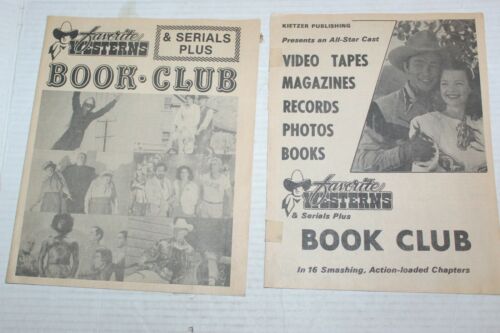 Favorite
WESTERNS
& SERIALS
PLUS
BOOK • CLUB
KIETZER PUBLISHING
Presents an All-Star Cast
VIDEO TAPES
MAGAZINES
RECORDS
PHOTOS
BOOKS
favorite
WESTERNS
& Serials Plus
BOOK CLUB
In 16 Smashing, Action-loaded Chapters